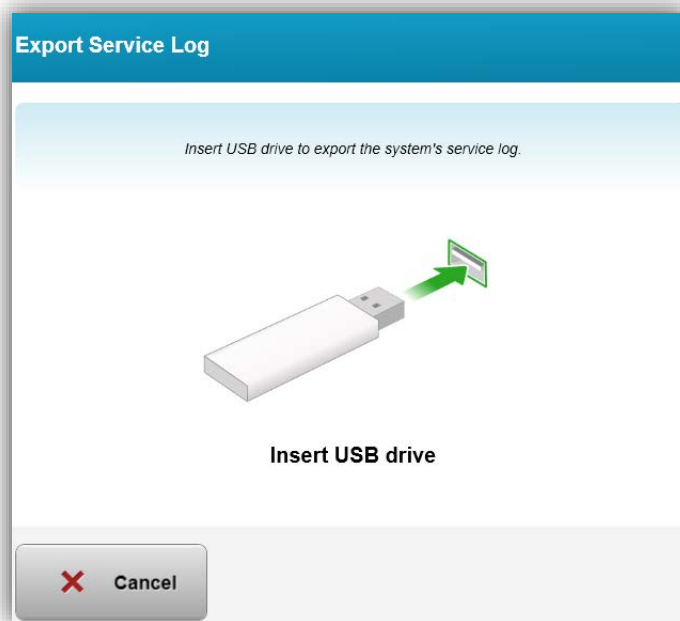 Export Service Log
Insert USB drive to export the system's service log.
Insert USB drive
Cancel